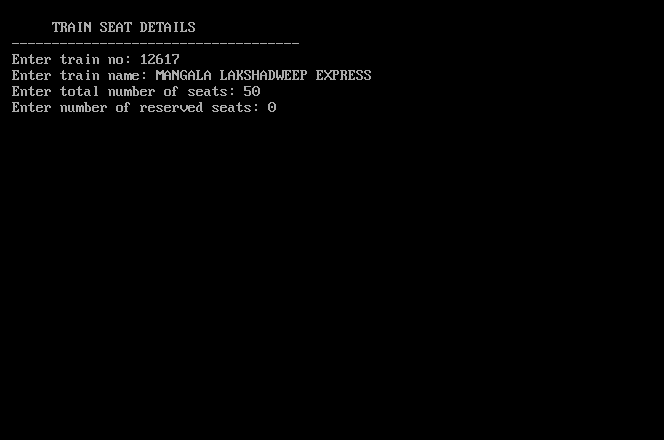 TRAIN SEAT DETAILS
------------------------------------
Enter train no: 12617
Enter train name: MANGALA LAKSHADWEEP EXPRESS
Enter total number of seats: 50
Enter number of reserved seats: 0